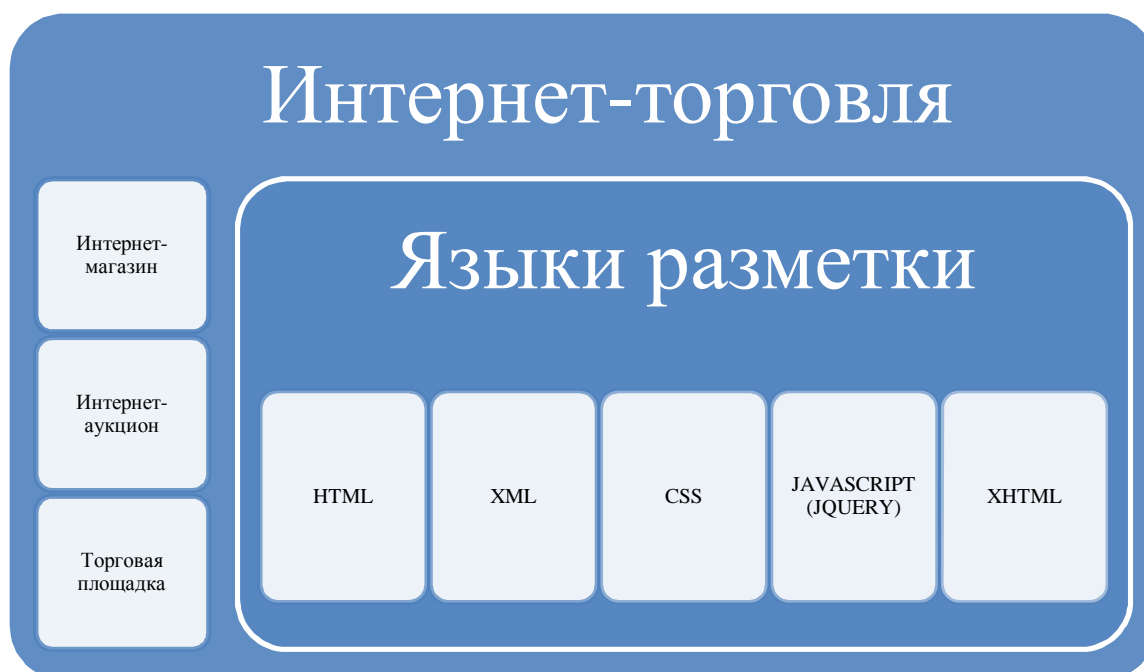 Интернет-торговля
Интернет-
магазин
Интернет-
аукцион
Торговая
площадка
Языки разметки
HTML
XML
CSS
JAVASCRIPT
(JQUERY)
XHTML